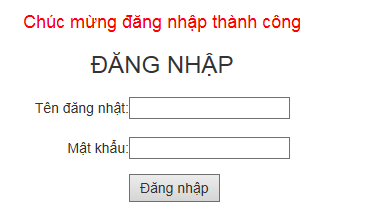 Chúc mừng đăng nhập thành công
ĐĂNG NHẬP
Tên đăng nhật:
Mật khẩu:
Đăng nhập